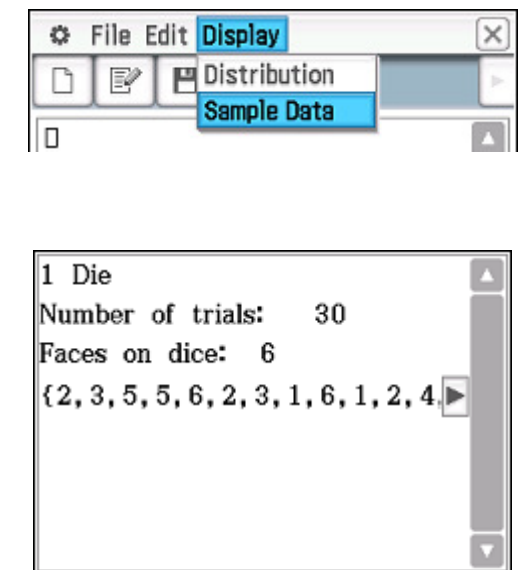 File Edit Display
Distribution
Sample Data
1 Die
Number of trials: 30
Faces on dice: 6
{2,3,5,5,6,2,3,1,6,1,2,4,